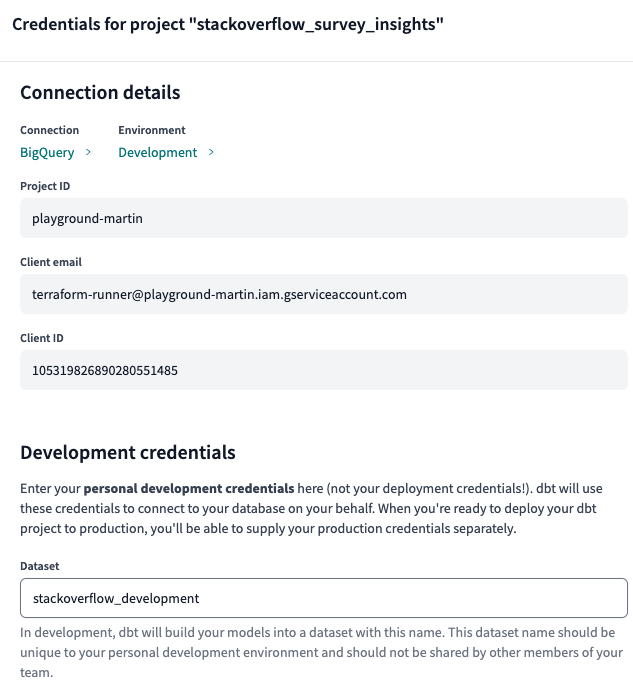 Credentials for project "stackoverflow_survey_insights"
Connection details
Connection Environment
BigQuery > Development >
Project ID
playground-martin
Client email
terraform-runner@playground-martin.iam.gserviceaccount.com
Client ID
105319826890280551485
Development credentials
Enter your personal development credentials here (not your deployment credentials!). dbt will use
these credentials to connect to your database on your behalf. When you're ready to deploy your dbt
project to production, you'll be able to supply your production credentials separately.
Dataset
stackoverflow_development
In development, dbt will build your models into a dataset with this name. This dataset name should be
unique to your personal development environment and should not be shared by other members of your
team.